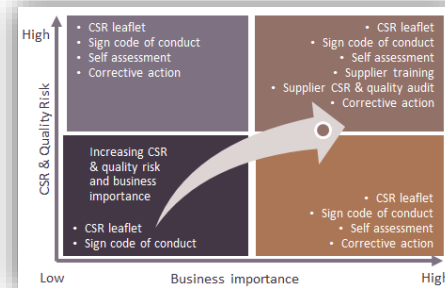 High
CSR & Quality Risk
• CSR leaflet
• Sign code of conduct
• Self assessment
• Corrective action
• CSR leaflet
• Sign code of conduct
• Self assessment
• Supplier training
• Supplier CSR & quality audit
• Corrective action
Increasing CSR
& quality risk
and business
importance
• CSR leaflet
• Sign code of conduct
• CSR leaflet
• Sign code of conduct
• Self assessment
• Corrective action
Low
Business importance
High